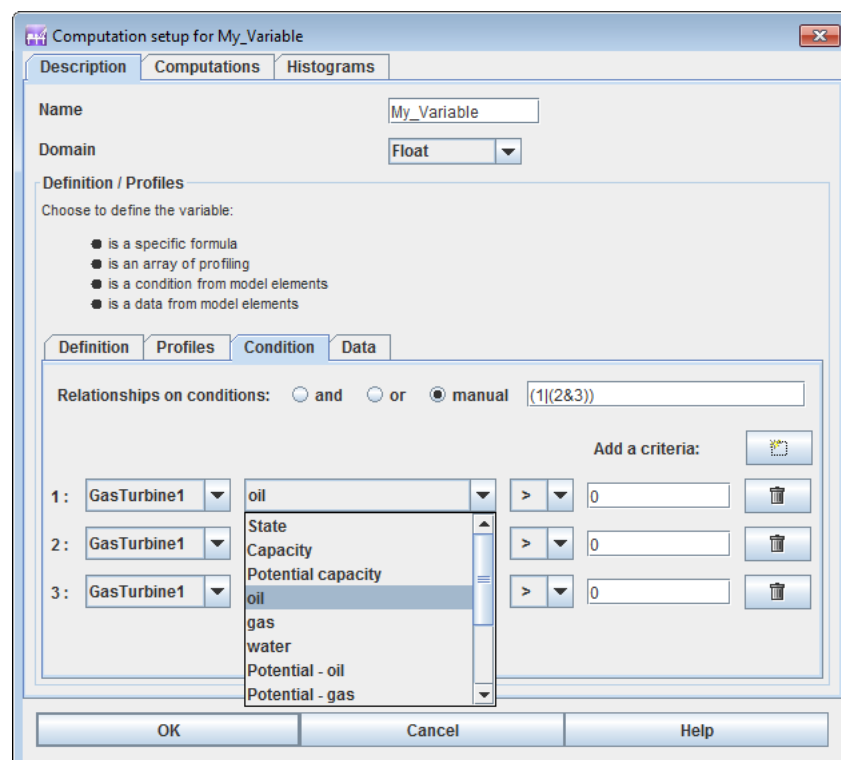 Computation setup for My_Variable
Description Computations Histograms
Name My_Variable
Domain Float
Definition / Profiles
Choose to define the variable:
is a specific formula
is an array of profiling
is a condition from model elements
is a data from model elements
Definition Profiles Condition Data
Relationships on conditions: and or manual (1|(2&3))
Add a criteria:
1 : GasTurbine1 oil > 0
State
Capacity
2 : GasTurbine1 > 0
Potential capacity
3 : GasTurbine1 oil > 0
gas
water
Potential - oil
Potential - gas
OK Cancel Help